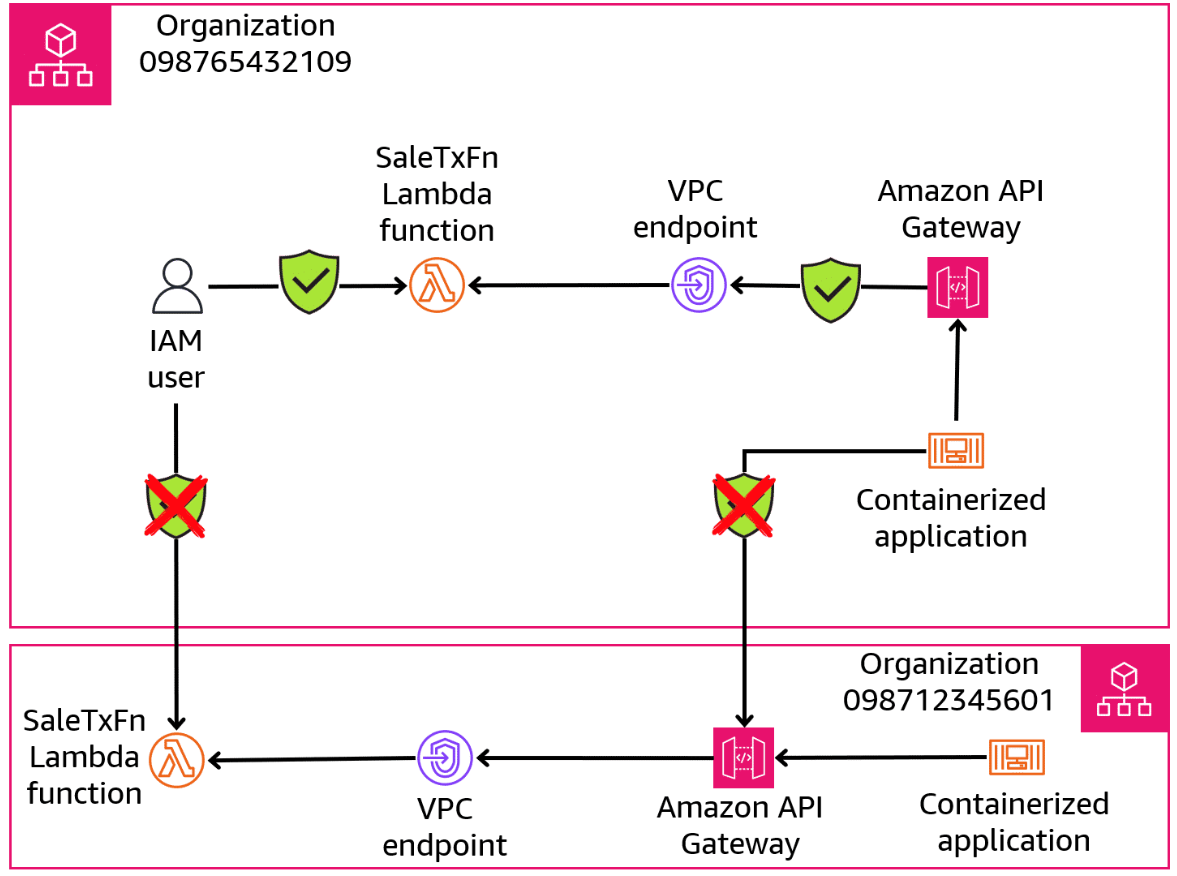 Organization
098765432109
SaleTxFn
Lambda
function
VPC
endpoint
Amazon API
Gateway
IAM
user
Containerized
application
Organization
098712345601
SaleTxFn
Lambda
function
VPC
endpoint
Amazon API
Gateway
Containerized
application